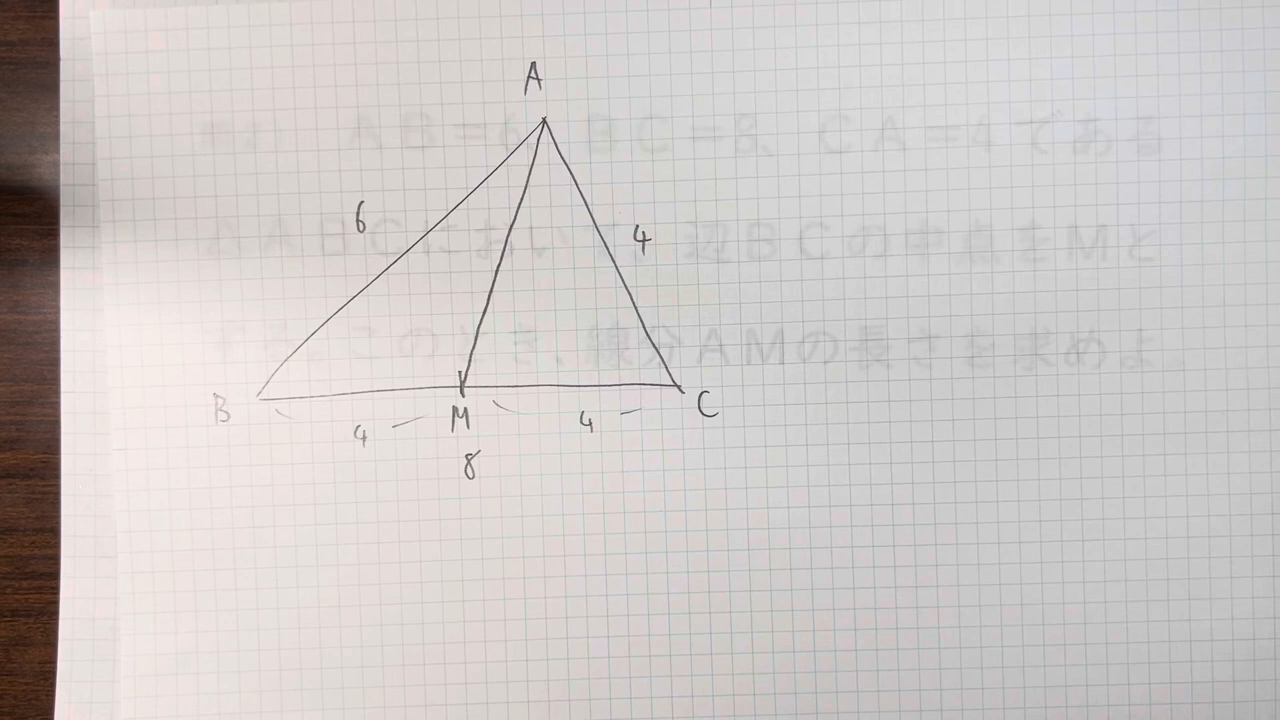 A
AB=6、BC=8、CA=4である
6
4
△ABCにおいて、辺BCの中点をMと
する。このとき、線分AMの長さを求めよ。
B
M
C
4
4
8